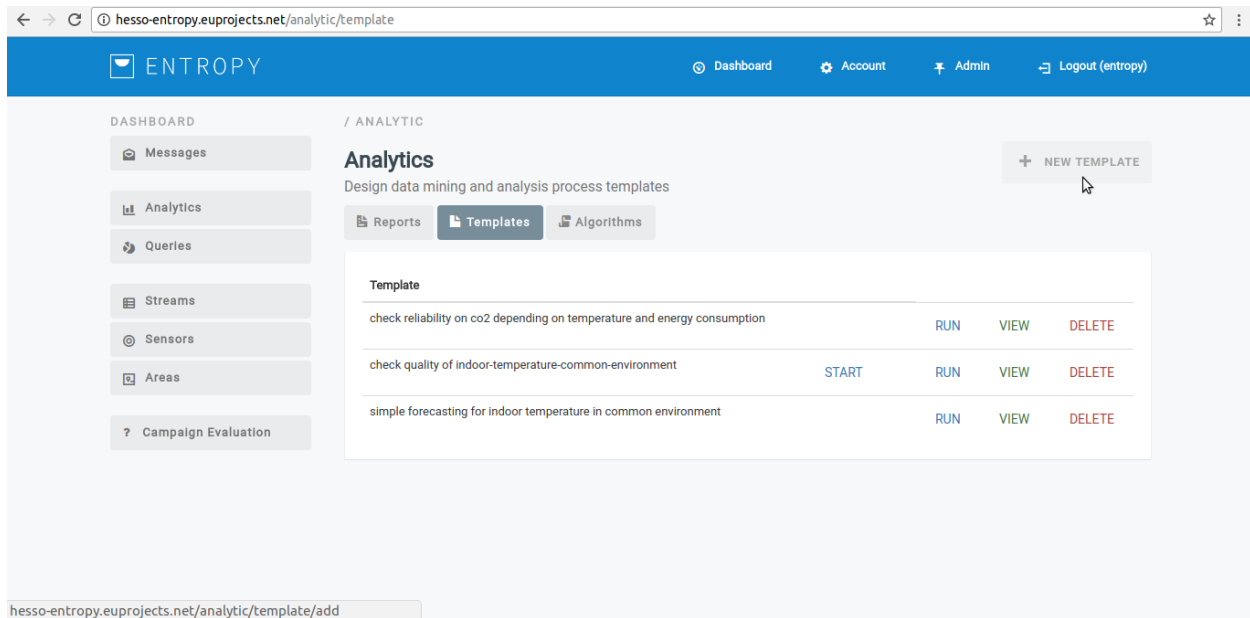 hesso-entropy.euprojects.net/analytic/template
ENTROPY
Dashboard Account Admin Logout (entropy)
DASHBOARD
Messages
Analytics
Queries
Streams
Sensors
Areas
? Campaign Evaluation
/ ANALYTIC
Analytics
Design data mining and analysis process templates
+ NEW TEMPLATE
Reports Templates Algorithms
Template
check reliability on co2 depending on temperature and energy consumption RUN VIEW DELETE
check quality of indoor-temperature-common-environment START RUN VIEW DELETE
simple forecasting for indoor temperature in common environment RUN VIEW DELETE
hesso-entropy.euprojects.net/analytic/template/add